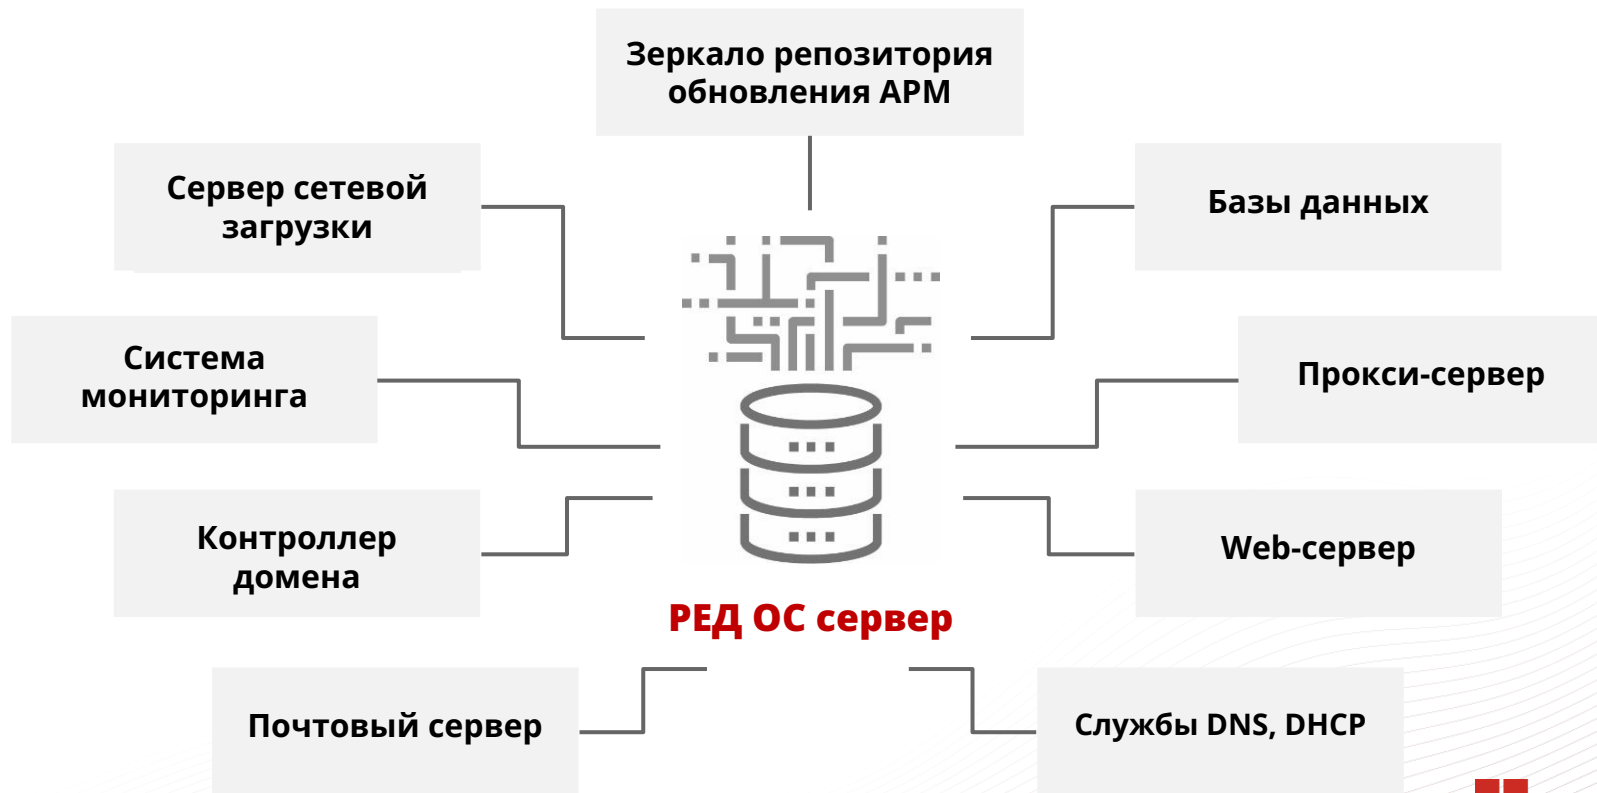 Зеркало репозитория
обновления АРМ
Сервер сетевой
загрузки
Базы данных
Система
мониторинга
Прокси-сервер
Контроллер
домена
Web-сервер
РЕД ОС сервер
Почтовый сервер
Службы DNS, DHCP